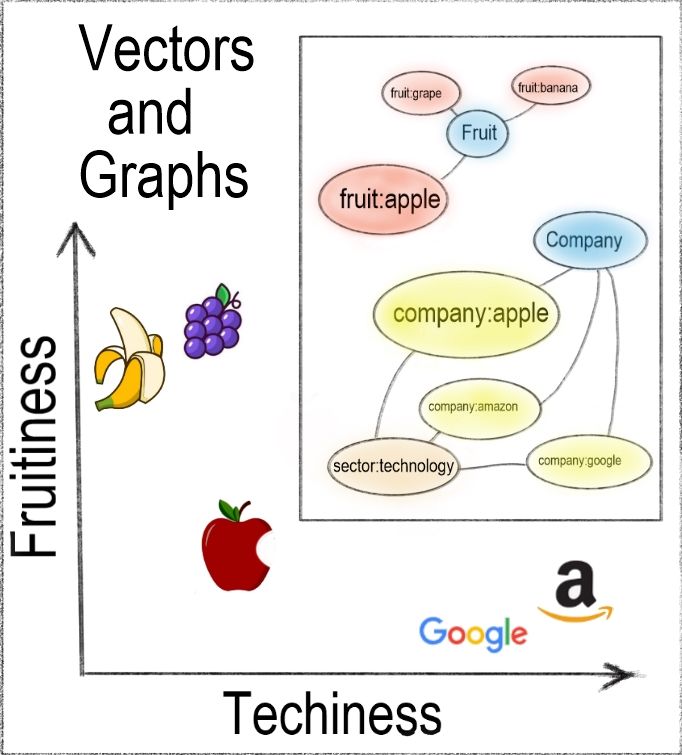 Vectors
and
Graphs
fruit:grape
fruit:banana
Fruit
fruit:apple
Company
company:apple
company:amazon
sector:technology
company:google
Fruitiness
a
Google
Techiness